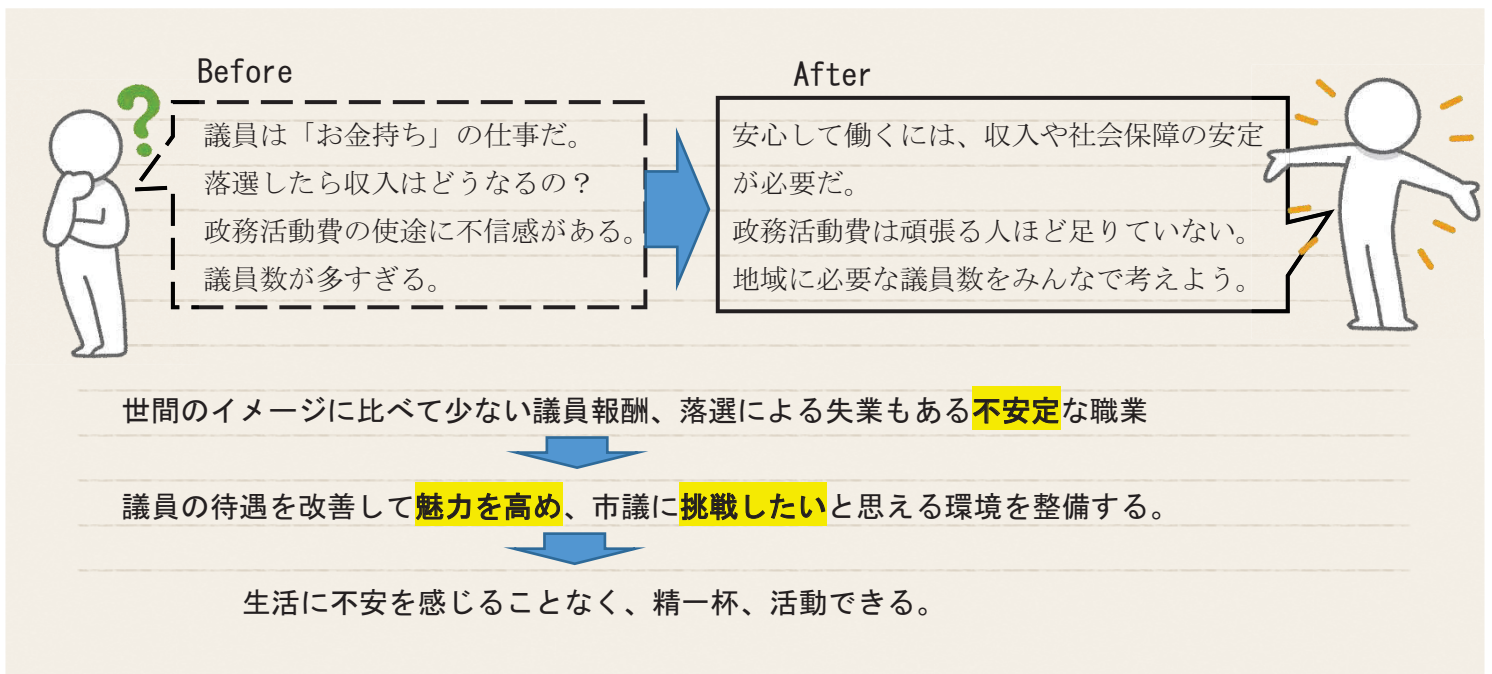 Before
議員は「お金持ち」の仕事だ。
落選したら収入はどうなるの？
政務活動費の使途に不信感がある。
議員数が多すぎる。
After
安心して働くには、収入や社会保障の安定
が必要だ。
政務活動費は頑張る人ほど足りていない。
地域に必要な議員数をみんなで考えよう。
世間のイメージに比べて少ない議員報酬、落選による失業もある不安定な職業
議員の待遇を改善して魅力を高め、市議に挑戦したいと思える環境を整備する。
生活に不安を感じることなく、精一杯、活動できる。